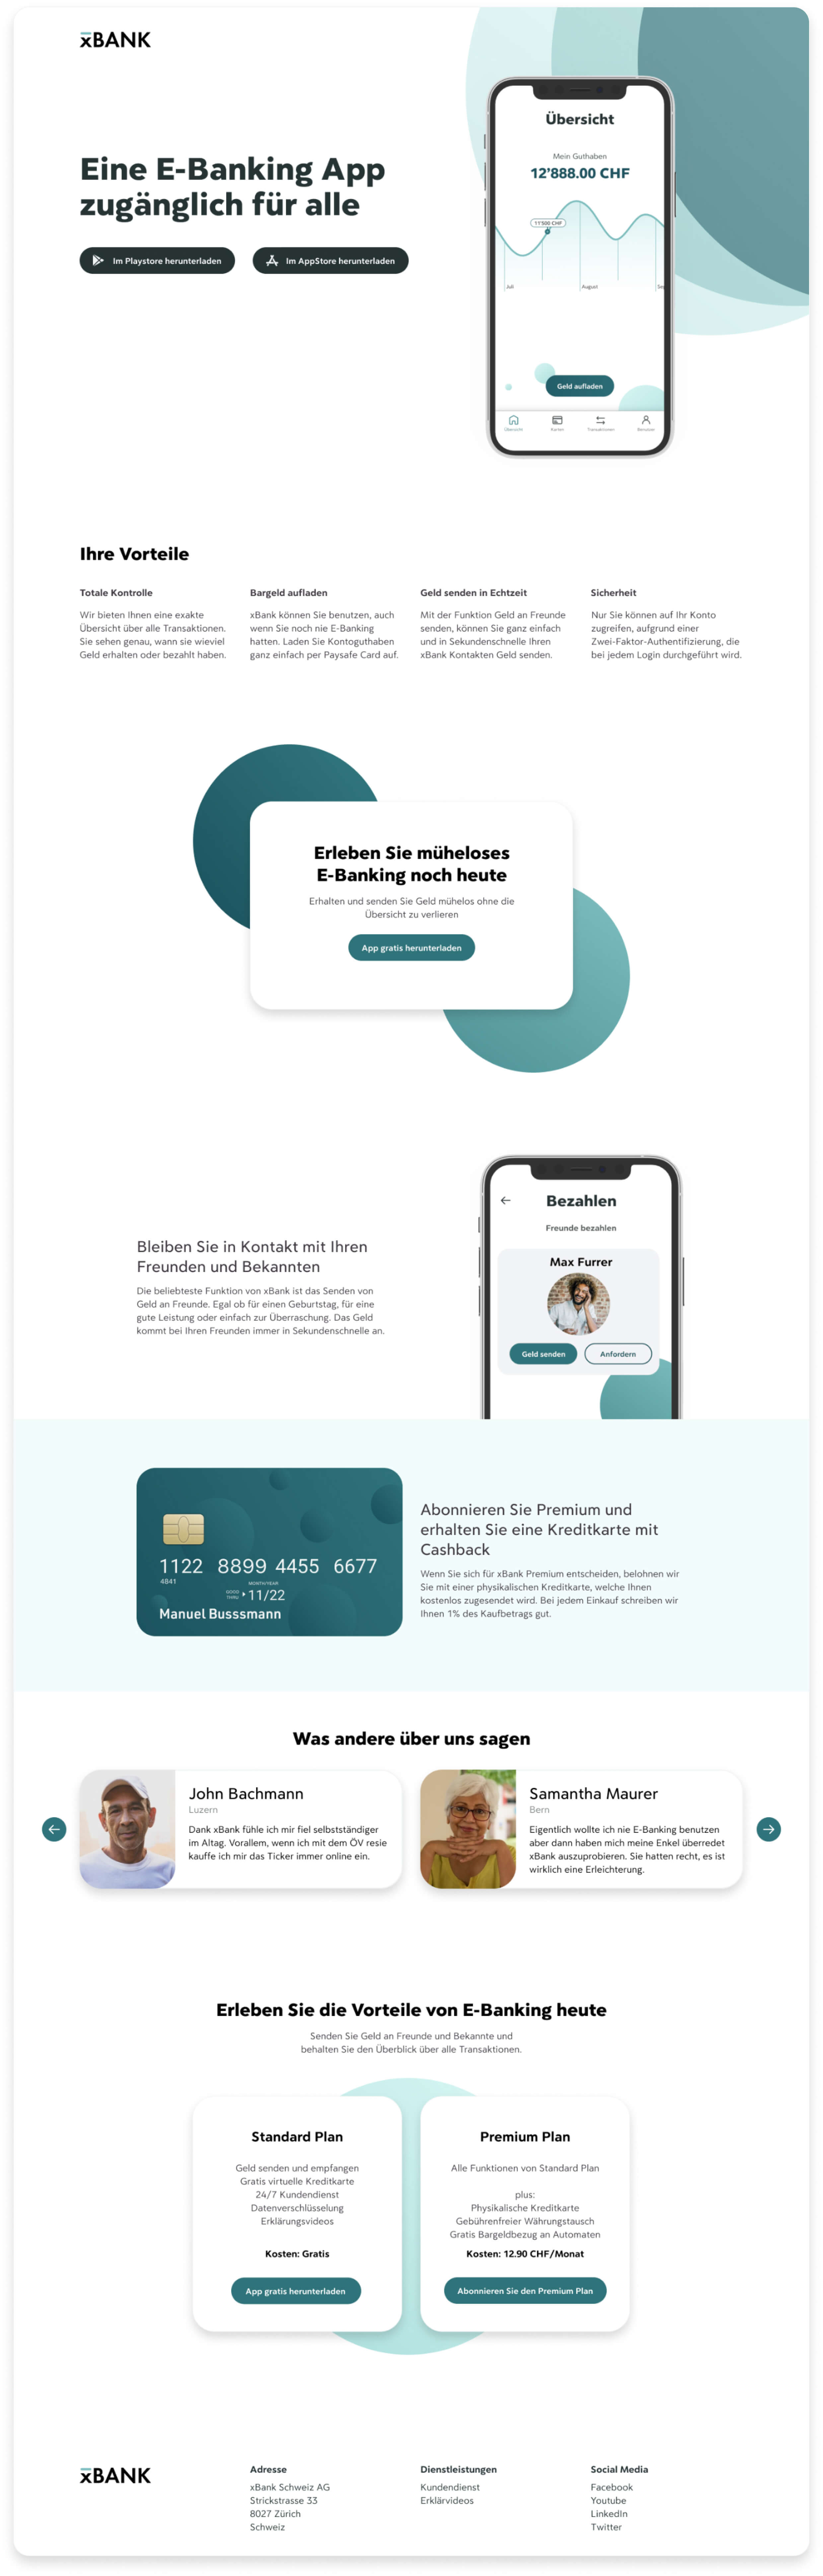 xBANK
Eine E-Banking App
zugänglich für alle
Im Playstore herunterladen
Im AppStore herunterladen
Übersicht
Mein Guthaben
12'888.00 CHF
11'500 CHF
Juli
August
Sep
Geld aufladen
Übersicht
Karten
Transaktionen
Benutzer
Ihre Vorteile
Totale Kontrolle
Wir bieten Ihnen eine exakte
Übersicht über alle Transaktionen.
Sie sehen genau, wann sie wieviel
Geld erhalten oder bezahlt haben.
Bargeld aufladen
xBank können Sie benutzen, auch
wenn Sie noch nie E-Banking
hatten. Laden Sie Kontoguthaben
ganz einfach per Paysafe Card auf.
Geld senden in Echtzeit
Mit der Funktion Geld an Freunde
senden, können Sie ganz einfach
und in Sekundenschnelle Ihren
xBank Kontakten Geld senden.
Sicherheit
Nur Sie können auf Ihr Konto
zugreifen, aufgrund einer
Zwei-Faktor-Authentifizierung, die
bei jedem Login durchgeführt wird.
Erleben Sie müheloses
E-Banking noch heute
Erhalten und senden Sie Geld mühelos ohne die
Übersicht zu verlieren
App gratis herunterladen
Bleiben Sie in Kontakt mit Ihren
Freunden und Bekannten
Die beliebteste Funktion von xBank ist das Senden von
Geld an Freunde. Egal ob für einen Geburtstag, für eine
gute Leistung oder einfach zur Überraschung. Das Geld
kommt bei Ihren Freunden immer in Sekundenschnelle an.
Bezahlen
Freunde bezahlen
Max Furrer
Geld senden
Anfordern
1122 8899 4455 6677
4841
MONTH/YEAR
GOOD
THRU
11/22
Manuel Busssmann
Abonnieren Sie Premium und
erhalten Sie eine Kreditkarte mit
Cashback
Wenn Sie sich für xBank Premium entscheiden, belohnen wir
Sie mit einer physikalischen Kreditkarte, welche Ihnen
kostenlos zugesendet wird. Bei jedem Einkauf schreiben wir
Ihnen 1% des Kaufbetrags gut.
Was andere über uns sagen
John Bachmann
Luzern
Dank xBank fühle ich mir fiel selbstständiger
im Altag. Vorallem, wenn ich mit dem ÖV resie
kauffe ich mir das Ticker immer online ein.
Samantha Maurer
Bern
Eigentlich wollte ich nie E-Banking benutzen
aber dann haben mich meine Enkel überredet
xBank auszuprobieren. Sie hatten recht, es ist
wirklich eine Erleichterung.
Erleben Sie die Vorteile von E-Banking heute
Senden Sie Geld an Freunde und Bekannte und
behalten Sie den Überblick über alle Transaktionen.
Standard Plan
Geld senden und empfangen
Gratis virtuelle Kreditkarte
24/7 Kundendienst
Datenverschlüsselung
Erklärungsvideos
Kosten: Gratis
App gratis herunterladen
Premium Plan
Alle Funktionen von Standard Plan
plus:
Physikalische Kreditkarte
Gebührenfreier Währungstausch
Gratis Bargeldbezug an Automaten
Kosten: 12.90 CHF/Monat
Abonnieren Sie den Premium Plan
xBANK
Adresse
xBank Schweiz AG
Strickstrasse 33
8027 Zürich
Schweiz
Dienstleistungen
Kundendienst
Erklärvideos
Social Media
Facebook
Youtube
LinkedIn
Twitter